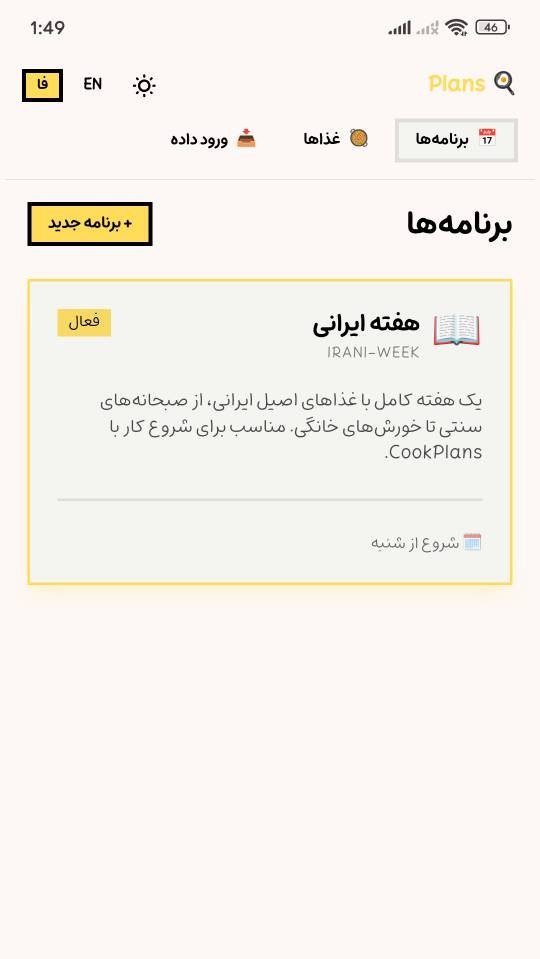 1:49
46
Plans
EN
فا
برنامه‌ها
غذاها
ورود داده
برنامه‌ها
+ برنامه جدید
هفته ایرانی
فعال
IRANI-WEEK
یک هفته کامل با غذاهای اصیل ایرانی، از صبحانه‌های
سنتی تا خورش‌های خانگی. مناسب برای شروع کار با
CookPlans.
شروع از شنبه